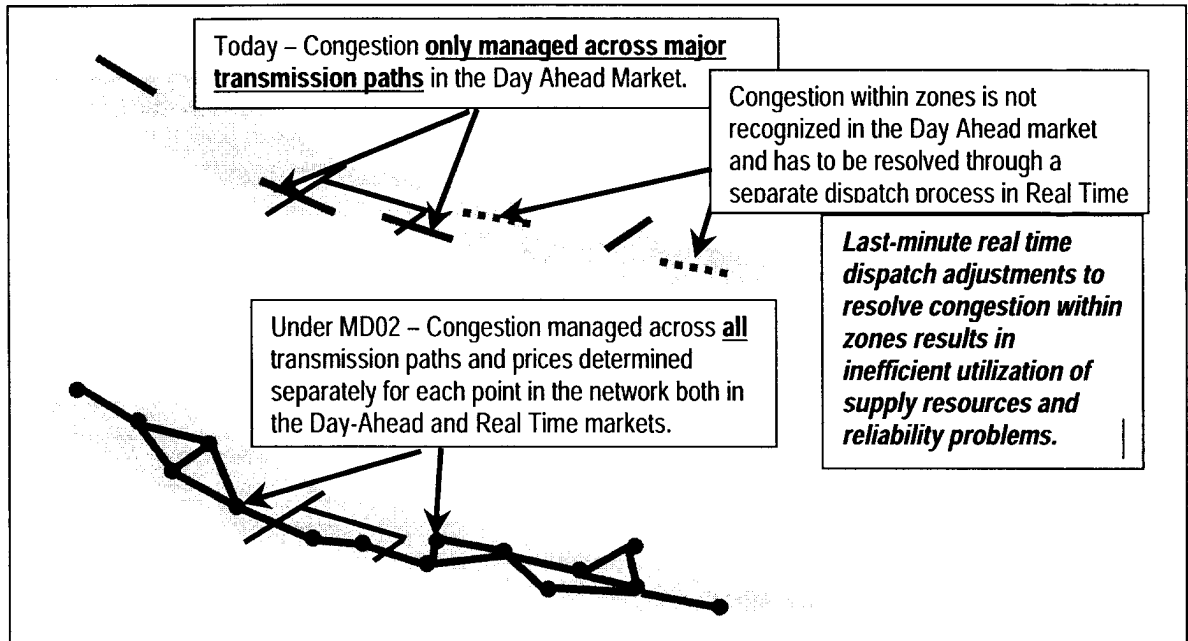 Today – Congestion only managed across major
transmission paths in the Day Ahead Market.
Congestion within zones is not
recognized in the Day Ahead market
and has to be resolved through a
separate dispatch process in Real Time
Last-minute real time
dispatch adjustments to
resolve congestion within
zones results in
inefficient utilization of
supply resources and
reliability problems.
Under MD02 – Congestion managed across all
transmission paths and prices determined
separately for each point in the network both in
the Day-Ahead and Real Time markets.